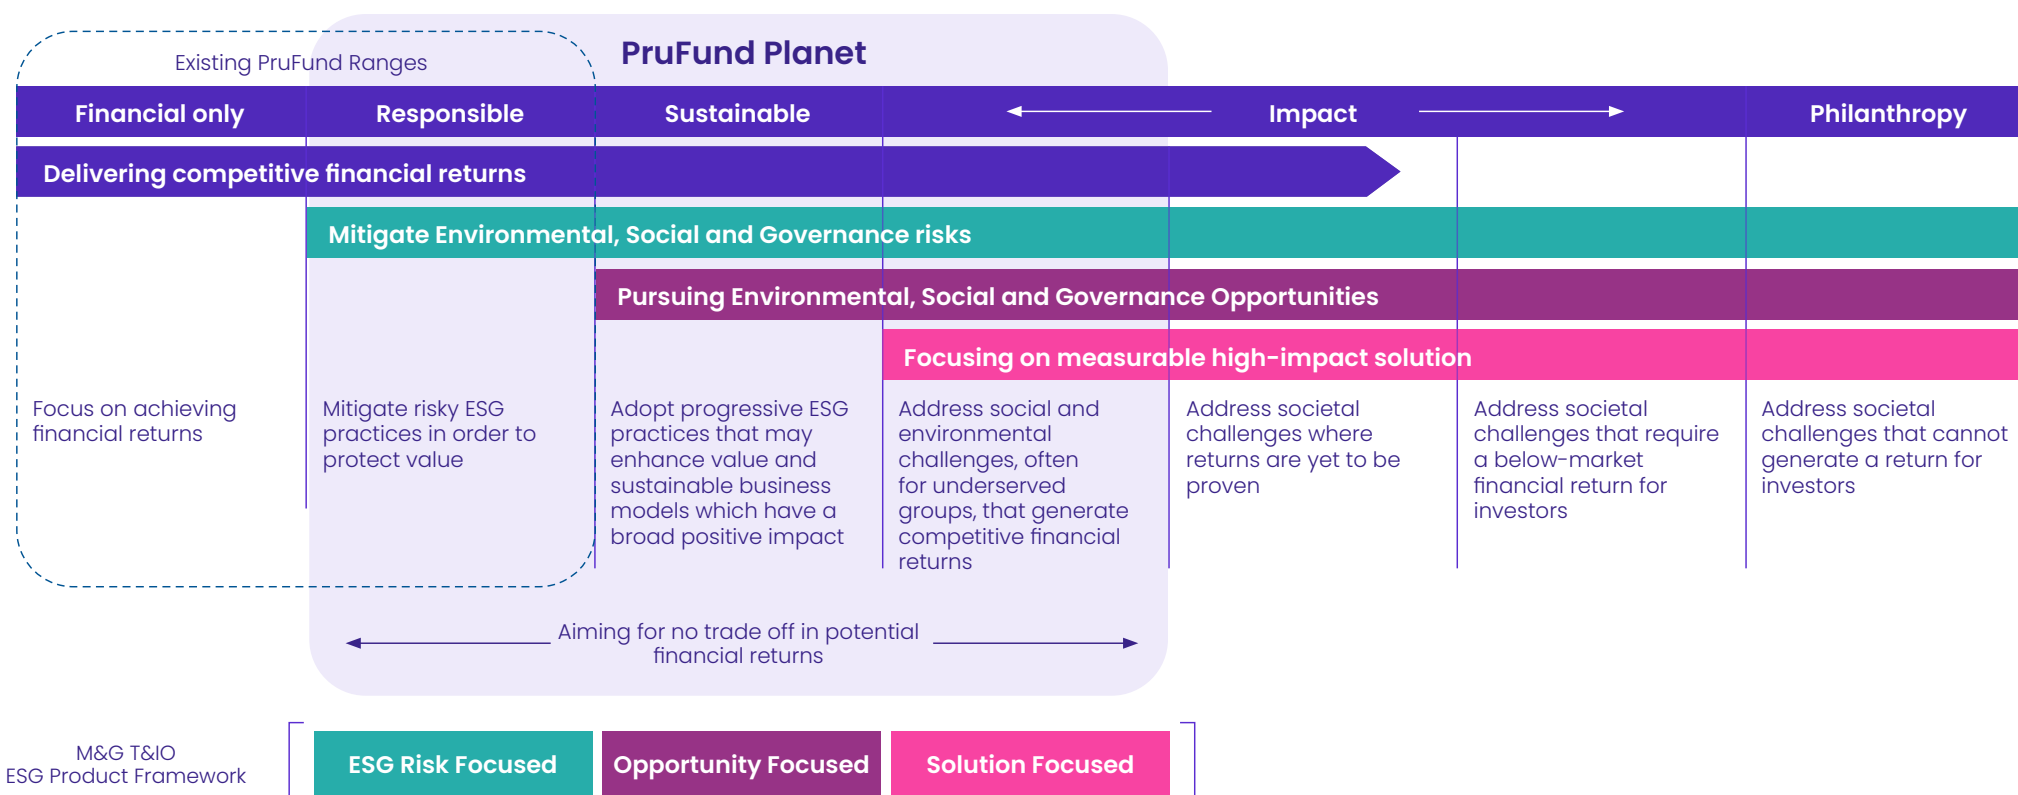 Existing PruFund Ranges
PruFund Planet
Financial only
Responsible
Sustainable
Impact
Philanthropy
Delivering competitive financial returns
Mitigate Environmental, Social and Governance risks
Pursuing Environmental, Social and Governance Opportunities
Focusing on measurable high-impact solution
Focus on achieving
financial returns
Mitigate risky ESG
practices in order to
protect value
Adopt progressive ESG
practices that may
enhance value and
sustainable business
models which have a
broad positive impact
Address social and
environmental
challenges, often
for underserved
groups, that generate
competitive financial
returns
Address societal
challenges where
returns are yet to be
proven
Address societal
challenges that require
a below-market
financial return for
investors
Address societal
challenges that cannot
generate a return for
investors
Aiming for no trade off in potential
financial returns
M&G T&IO
ESG Product Framework
ESG Risk Focused
Opportunity Focused
Solution Focused